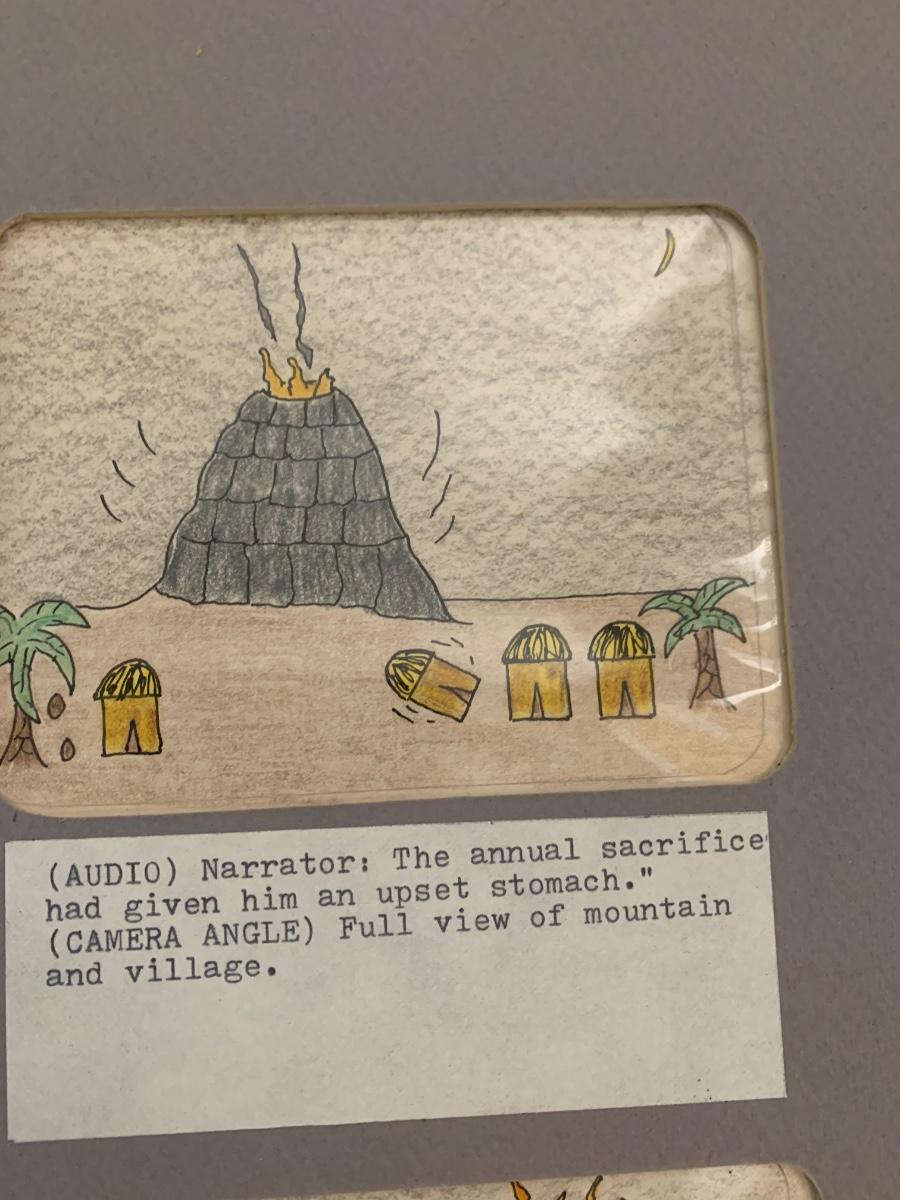 (AUDIO) Narrator: The annual sacrifice
had given him an upset stomach."
(CAMERA ANGLE) Full view of mountain
and village.